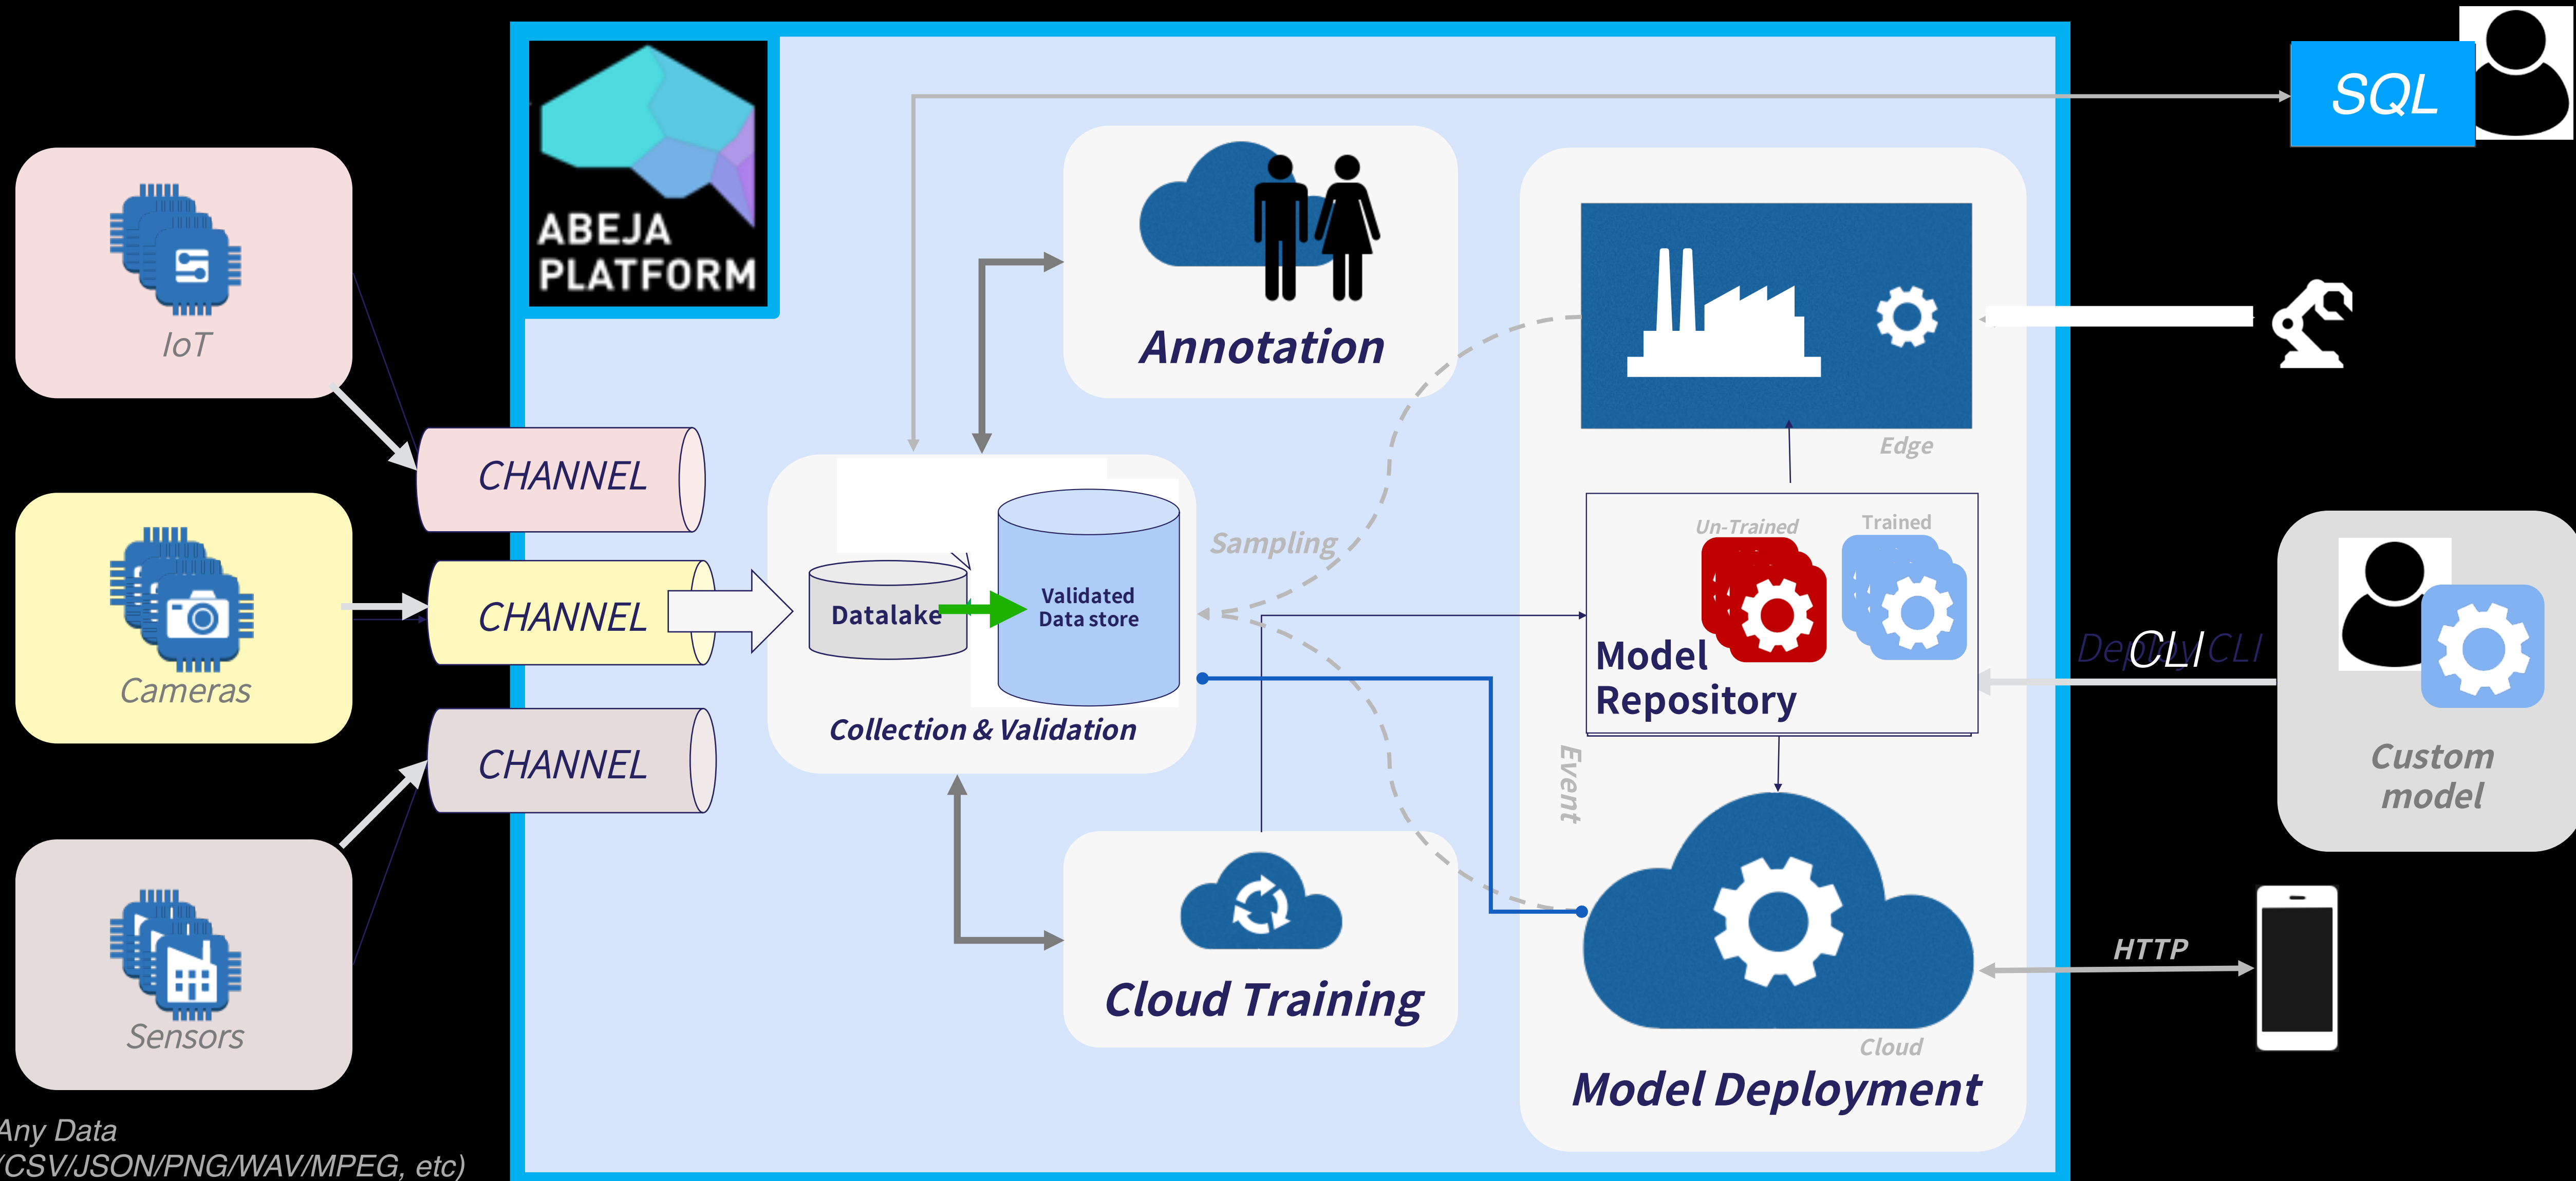 SQL
ABEJA
PLATFORM
IoT
Annotation
Edge
CHANNEL
Cameras
CHANNEL
Datalake
Validated
Data store
Sampling
Un-Trained
Trained
Model
Repository
Deploy CLI
CLI
Collection & Validation
Custom
model
CHANNEL
Event
Sensors
Cloud Training
HTTP
Cloud
Model Deployment
Any Data
(CSV/JSON/PNG/WAV/MPEG, etc)